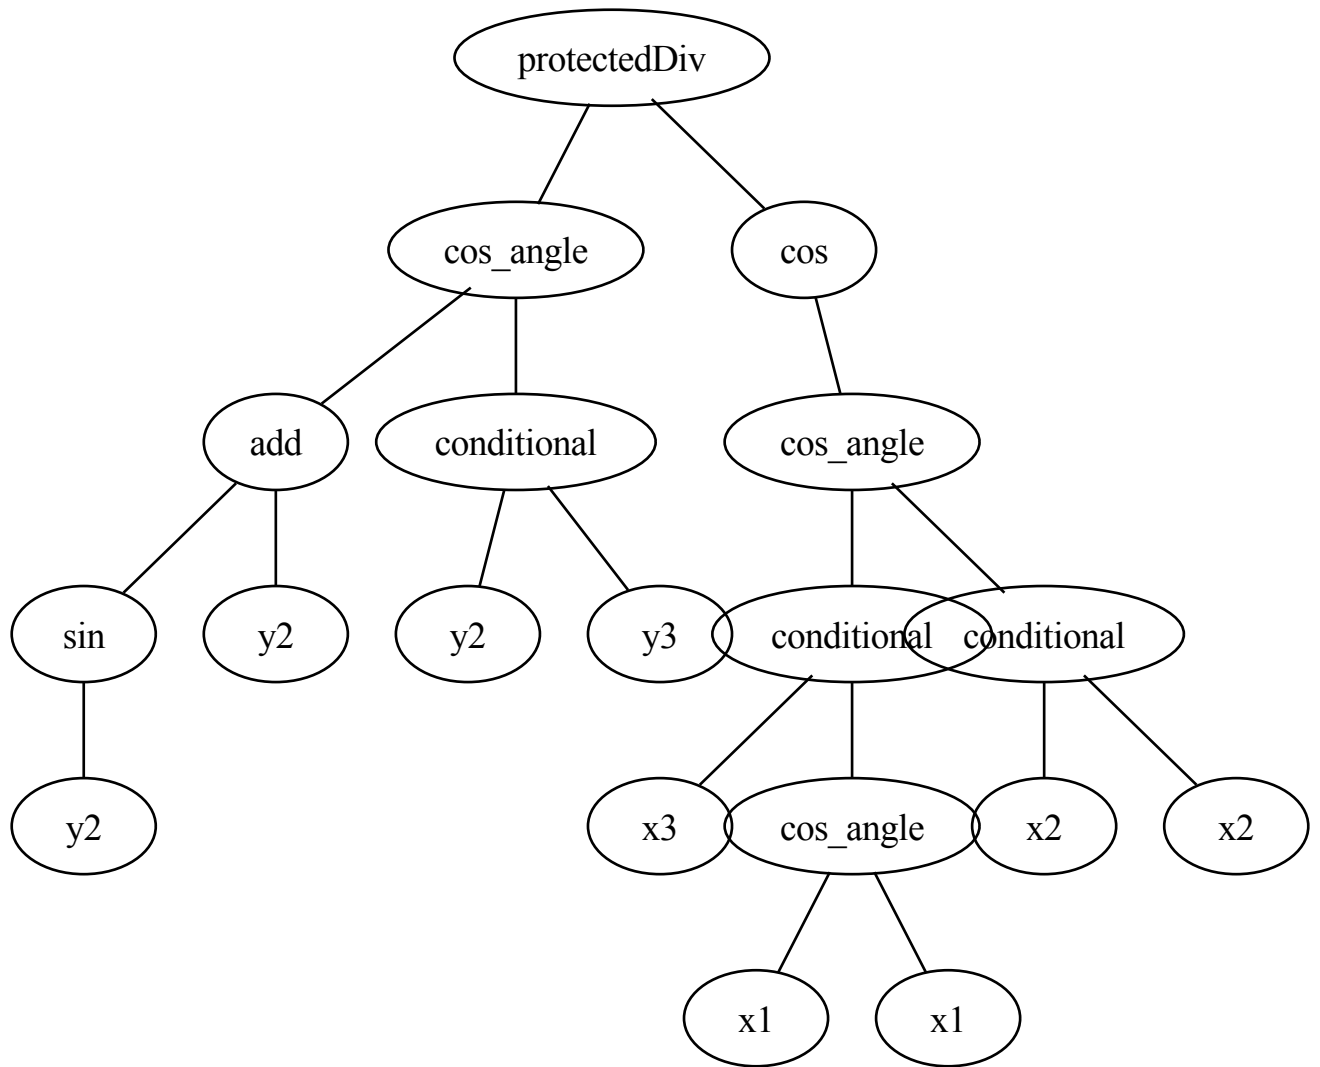 protectedDiv
cos_angle
cos
add
conditional
cos_angle
sin
y2
y2
y3
conditional
conditional
y2
x3
cos_angle
x2
x2
x1
x1